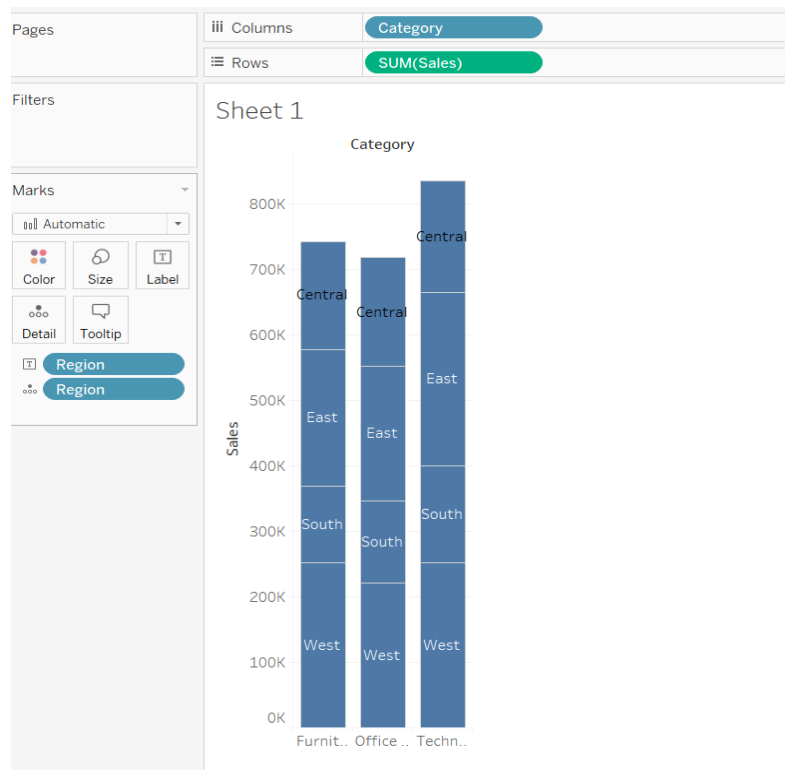 Pages
Columns
Category
Rows
SUM(Sales)
Filters
Marks
Automatic
Color
Size
Label
Detail
Tooltip
T Region
Region
Sheet 1
Category
Sales
800K
700K
600K
500K
400K
300K
200K
100K
0K
Central
East
South
West
Central
East
South
West
Central
East
South
West
Furnit.. Office .. Techn..